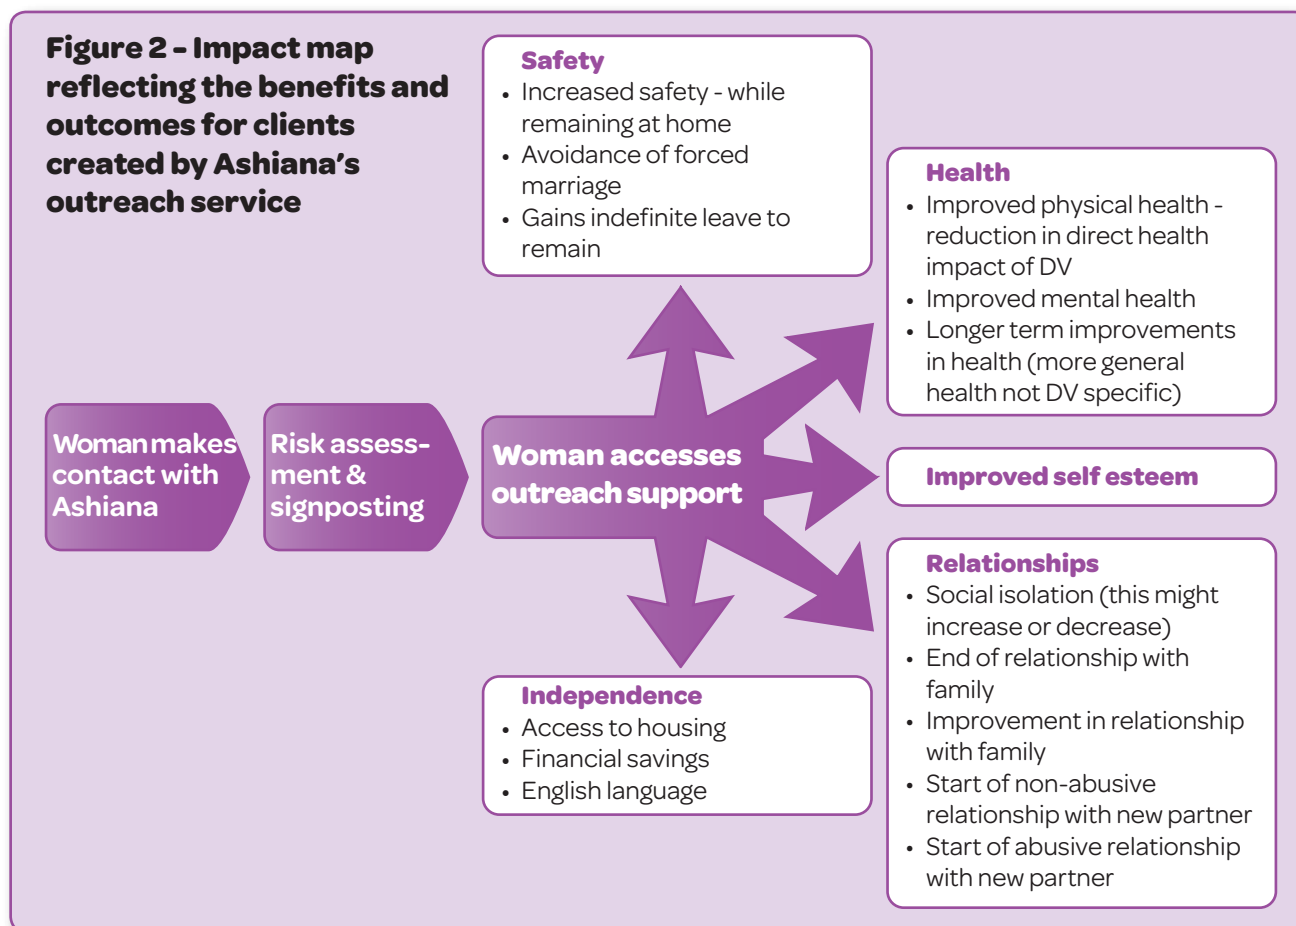 Figure 2 - Impact map
reflecting the benefits and
outcomes for clients
created by Ashiana's
outreach service
Woman makes
contact with
Ashiana
Risk assess-
ment &
signposting
Woman accesses
outreach support
Safety
• Increased safety - while
remaining at home
• Avoidance of forced
marriage
• Gains indefinite leave to
remain
Health
• Improved physical health -
reduction in direct health
impact of DV
• Improved mental health
• Longer term improvements
in health (more general
health not DV specific)
Improved self esteem
Relationships
• Social isolation (this might
increase or decrease)
• End of relationship with
family
• Improvement in relationship
with family
• Start of non-abusive
relationship with new partner
• Start of abusive relationship
with new partner
Independence
• Access to housing
• Financial savings
• English language